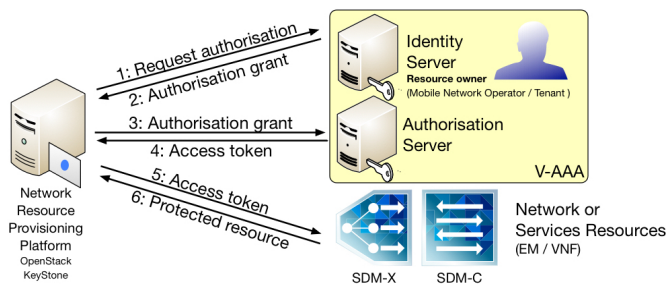 1: Request authorisation
2: Authorisation grant
3: Authorisation grant
4: Access token
5: Access token
6: Protected resource
Network
Resource
Provisioning
Platform
OpenStack
KeyStone
Identity
Server
Resource owner
(Mobile Network Operator / Tenant )
Authorisation
Server
V-AAA
SDM-X
SDM-C
Network or
Services Resources
(EM / VNF)